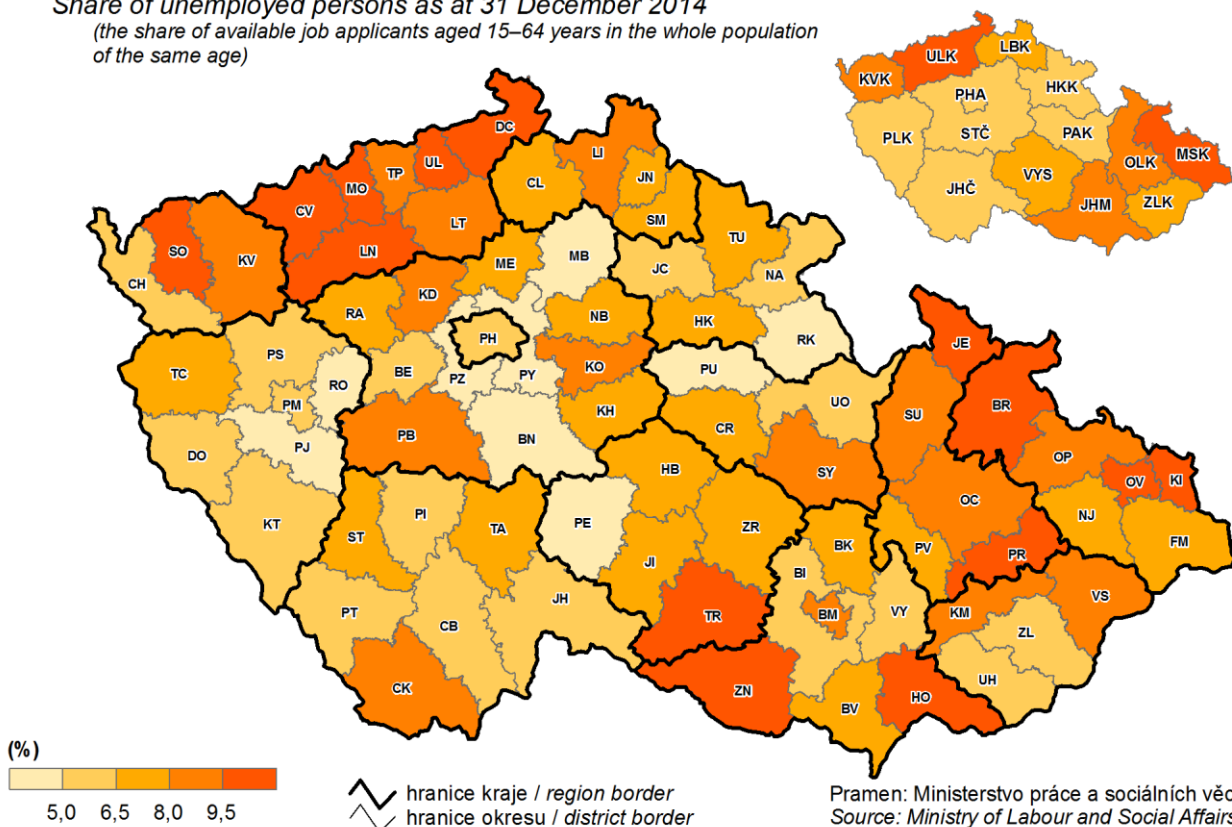 Share of unemployed persons as at 31 December 2014
(the share of available job applicants aged 15–64 years in the whole population
of the same age)
KVK
ULK
LBK
PHA
HKK
PLK
STČ
PAK
MSK
JHČ
VYS
OLK
JHM
ZLK
DC
UL
TP
MO
CV
LT
LN
SO
KV
CH
CL
LI
JN
SM
TU
MB
ME
KD
RA
JC
NA
NB
HK
RK
PH
PS
TC
RO
PM
BE
PZ
PY
KO
PU
JE
BR
UO
SU
KH
CR
DO
PJ
PB
BN
HB
SY
OP
OV
KI
OC
NJ
FM
KT
ST
PI
TA
PE
ZR
JI
BK
PV
PR
BI
BM
VY
KM
VS
ZL
PT
CB
JH
TR
UH
CK
ZN
BV
HO
(%)
5,0 6,5 8,0 9,5
hranice kraje / region border
hranice okresu / district border
Pramen: Ministerstvo práce a sociálních věc
Source: Ministry of Labour and Social Affairs